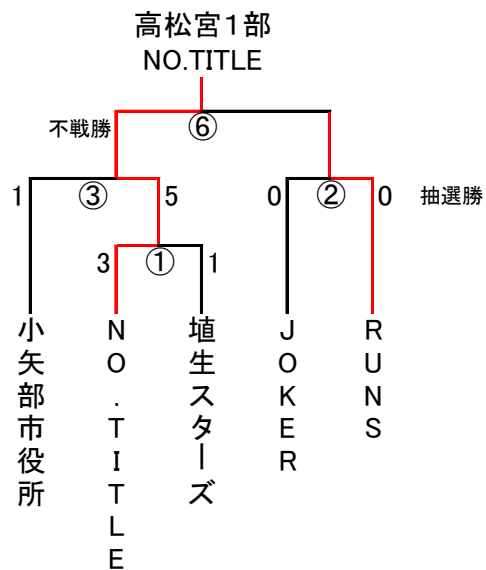 高松宮1部
NO.TITLE
不戦勝
⑥
1
③
5
0
②
0
抽選勝
3
①
1
小矢部市役所
NO.TITLE
埴生スターズ
JOKER
RUNS